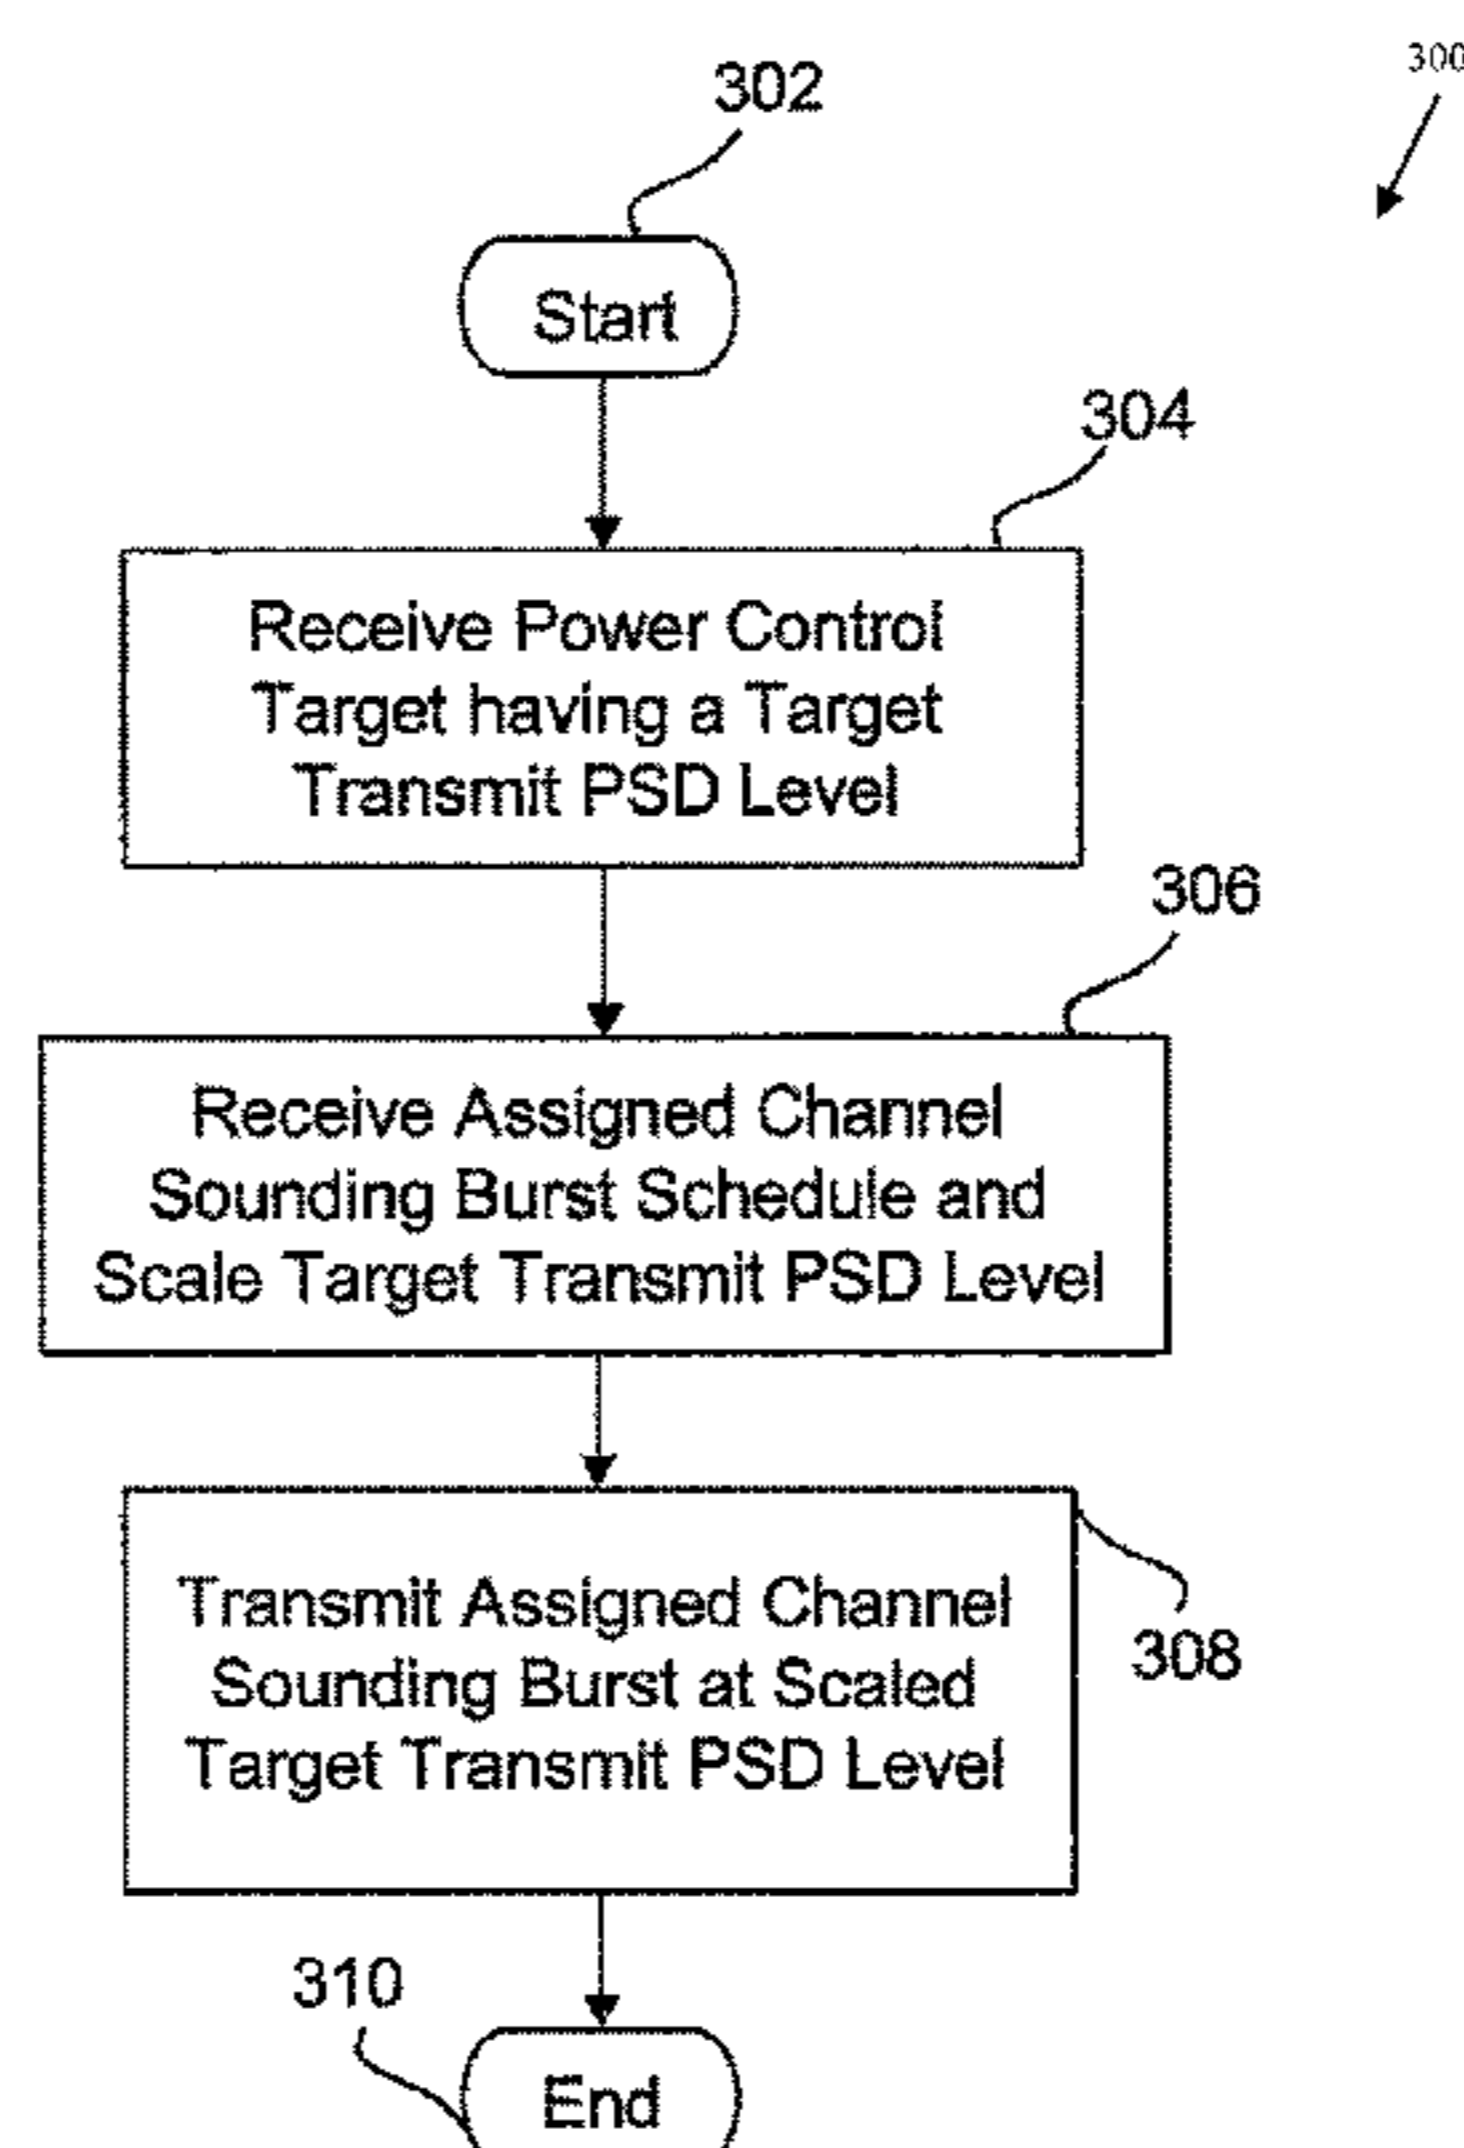 300
302
Start
304
Receive Power Control
Target having a Target
Transmit PSD Level
306
Receive Assigned Channel
Sounding Burst Schedule and
Scale Target Transmit PSD Level
308
Transmit Assigned Channel
Sounding Burst at Scaled
Target Transmit PSD Level
310
End